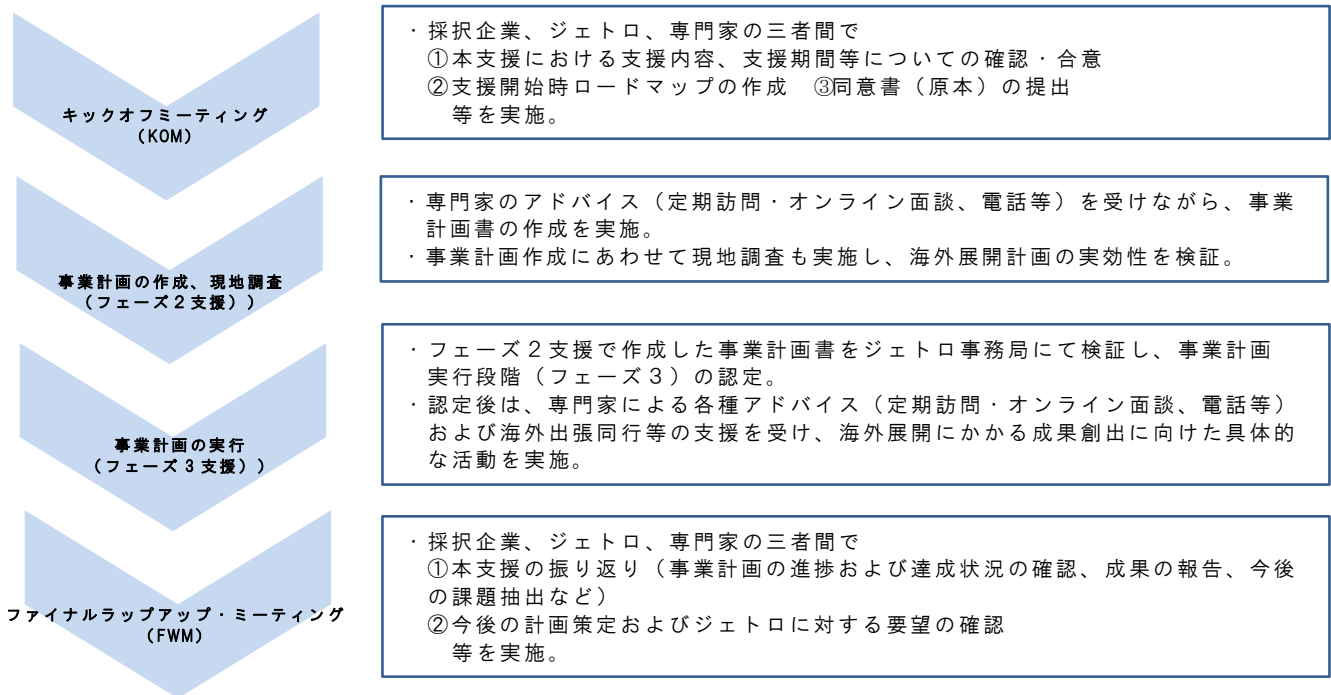 キックオフミーティング
(KOM)
・採択企業、ジェトロ、専門家の三者間で
①本支援における支援内容、支援期間等についての確認・合意
②支援開始時ロードマップの作成　③同意書（原本）の提出
等を実施。
事業計画の作成、現地調査
（フェーズ２支援））
・専門家のアドバイス（定期訪問・オンライン面談、電話等）を受けながら、事業
計画書の作成を実施。
・事業計画作成にあわせて現地調査も実施し、海外展開計画の実効性を検証。
事業計画の実行
（フェーズ３支援））
・フェーズ２支援で作成した事業計画書をジェトロ事務局にて検証し、事業計画
実行段階（フェーズ３）の認定。
・認定後は、専門家による各種アドバイス（定期訪問・オンライン面談、電話等）
および海外出張同行等の支援を受け、海外展開にかかる成果創出に向けた具体的
な活動を実施。
ファイナルラップアップ・ミーティング
(FWM)
・採択企業、ジェトロ、専門家の三者間で
①本支援の振り返り（事業計画の進捗および達成状況の確認、成果の報告、今後
の課題抽出など）
②今後の計画策定およびジェトロに対する要望の確認
等を実施。